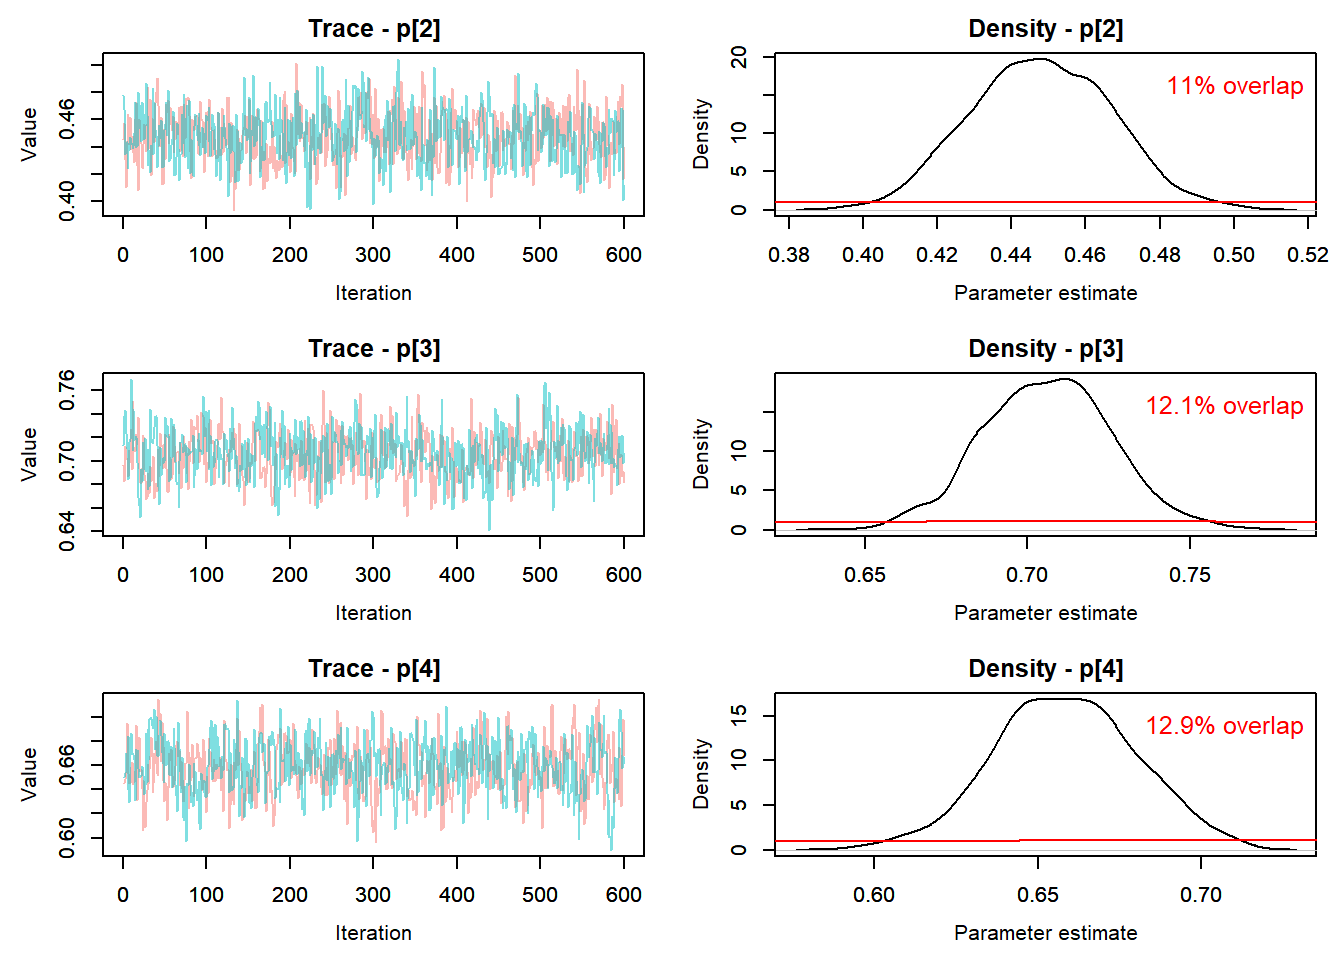 Trace - p[2]
Value
0.40 0.46
0 100 200 300 400 500 600
Iteration
Density - p[2]
11% overlap
Density
0 5 10 20
0.38 0.40 0.42 0.44 0.46 0.48 0.50 0.52
Parameter estimate
Trace - p[3]
Value
0.64 0.70 0.76
0 100 200 300 400 500 600
Iteration
Density - p[3]
12.1% overlap
Density
0 5 10
0.65 0.70 0.75
Parameter estimate
Trace - p[4]
Value
0.60 0.66
0 100 200 300 400 500 600
Iteration
Density - p[4]
12.9% overlap
Density
0 5 10 15
0.60 0.65 0.70
Parameter estimate